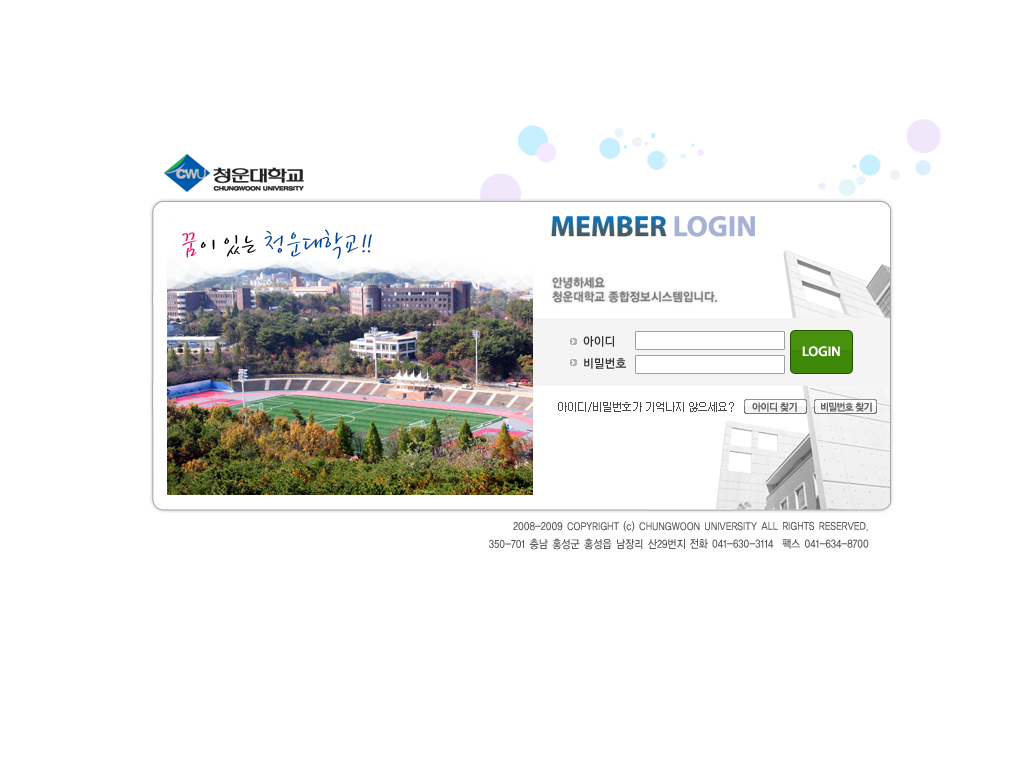 CWU 청운대학교
CHUNGWOON UNIVERSITY
꿈이 있는 청운대학교!!
MEMBER LOGIN
안녕하세요
청운대학교 종합정보시스템입니다.
아이디
비밀번호
LOGIN
아이디/비밀번호가 기억나지 않으세요? 아이디 찾기 비밀번호 찾기
2008-2009 COPYRIGHT (c) CHUNGWOON UNIVERSITY ALL RIGHTS RESERVED.
350-701 충남 홍성군 홍성읍 남장리 산29번지 전화 041-630-3114 팩스 041-634-8700